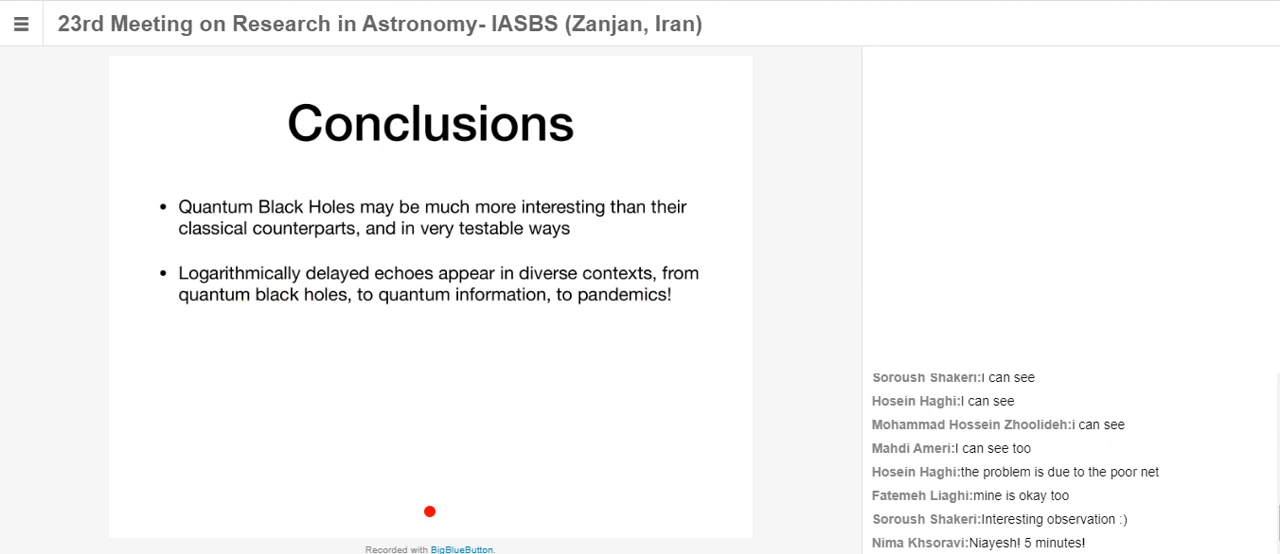 23rd Meeting on Research in Astronomy- IASBS (Zanjan, Iran)
Conclusions
• Quantum Black Holes may be much more interesting than their
classical counterparts, and in very testable ways
• Logarithmically delayed echoes appear in diverse contexts, from
quantum black holes, to quantum information, to pandemics!
Recorded with BigBlueButton.
Soroush Shakeri:I can see
Hosein Haghi:I can see
Mohammad Hossein Zhoolideh:i can see
Mahdi Ameri:I can see too
Hosein Haghi:the problem is due to the poor net
Fatemeh Liaghi:mine is okay too
Soroush Shakeri:Interesting observation :)
Nima Khsoravi:Niayesh! 5 minutes!